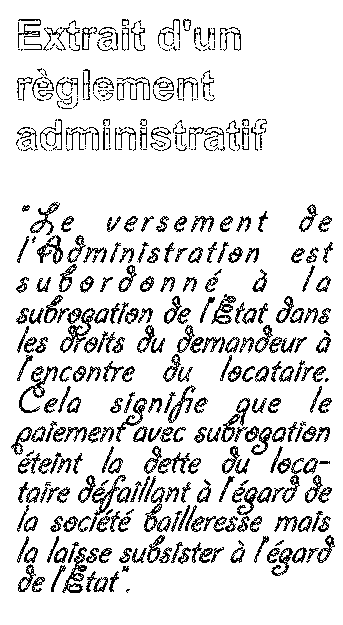 Extrait d'un
règlement
administratif
"Le versement de
l'Administration est
subordonné à la
subrogation de l'État dans
les droits du demandeur à
l'encontre du locataire.
Cela signifie que le
paiement avec subrogation
éteint la dette du loca-
taire défaillant à l'égard de
la société bailleresse mais
la laisse subsister à l'égard
de l'État".